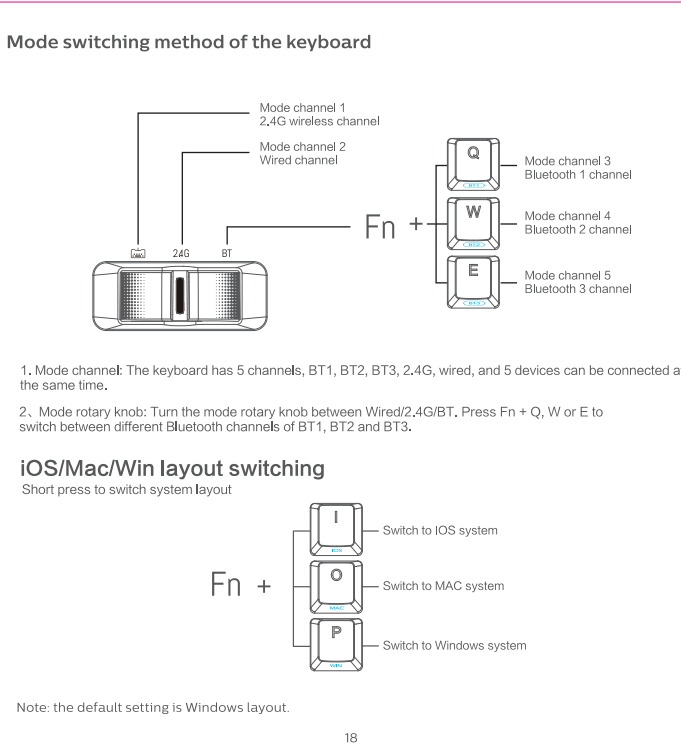 Mode switching method of the keyboard
Mode channel 1
2.4G wireless channel
Mode channel 2
Wired channel
2.4G
BT
Fn +
Q
BT1
Mode channel 3
Bluetooth 1 channel
W
BT2
Mode channel 4
Bluetooth 2 channel
E
BT3
Mode channel 5
Bluetooth 3 channel
1. Mode channel: The keyboard has 5 channels, BT1, BT2, BT3, 2.4G, wired, and 5 devices can be connected a
the same time.
2、Mode rotary knob: Turn the mode rotary knob between Wired/2.4G/BT. Press Fn + Q, W or E to
switch between different Bluetooth channels of BT1, BT2 and BT3.
iOS/Mac/Win layout switching
Short press to switch system layout
Fn +
I
IOS
Switch to IOS system
O
MAC
Switch to MAC system
P
WIN
Switch to Windows system
Note: the default setting is Windows layout.
18